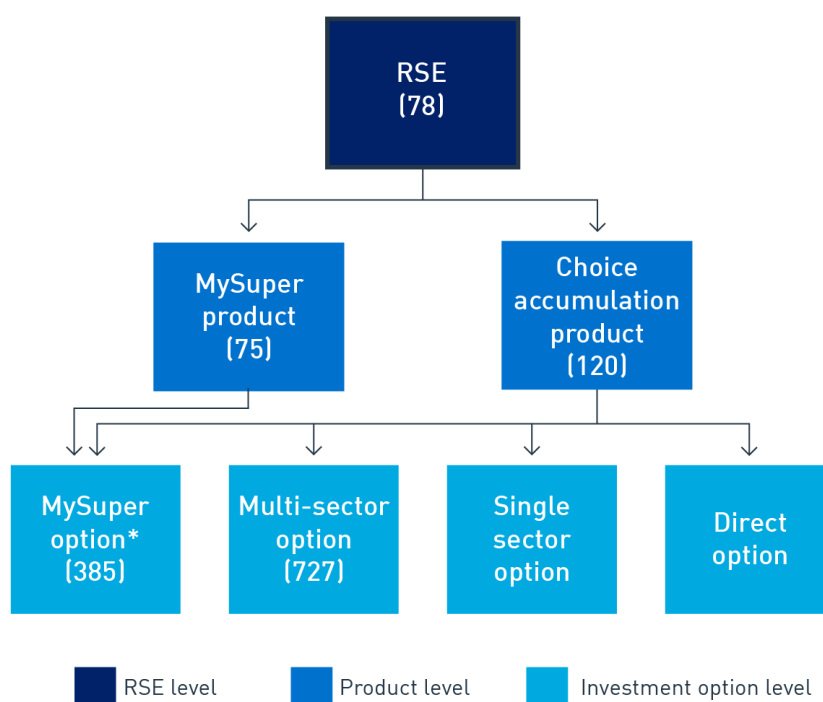 RSE
(78)
MySuper
product
(75)
Choice
accumulation
product
(120)
MySuper
option*
(385)
Multi-sector
option
(727)
Single
sector
option
Direct
option
RSE level
Product level
Investment option level